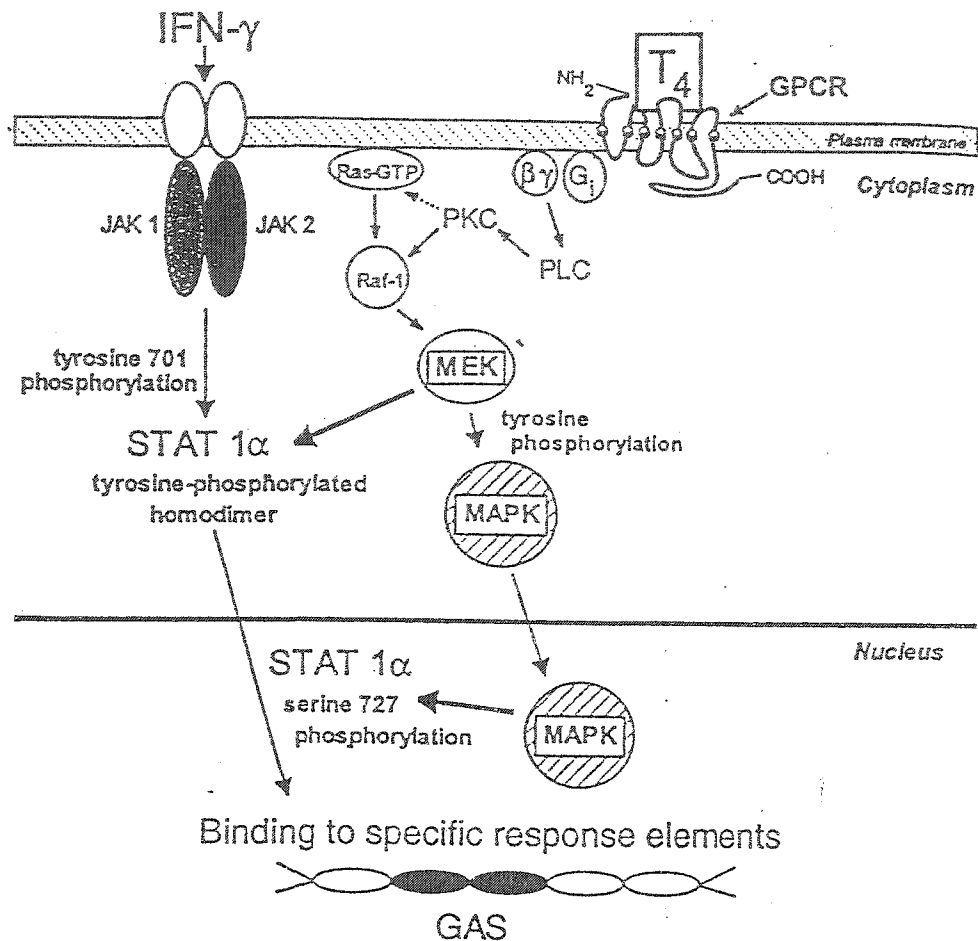 IFN-γ
NH2
T4
GPCR
Plasma membrane
Ras-GTP
βγ
Gi
COOH
Cytoplasm
JAK 1
JAK 2
PKC
PLC
Raf-1
tyrosine 701
phosphorylation
MEK
tyrosine
phosphorylation
STAT 1α
tyrosine-phosphorylated
homodimer
MAPK
Nucleus
STAT 1α
serine 727
phosphorylation
MAPK
Binding to specific response elements
GAS